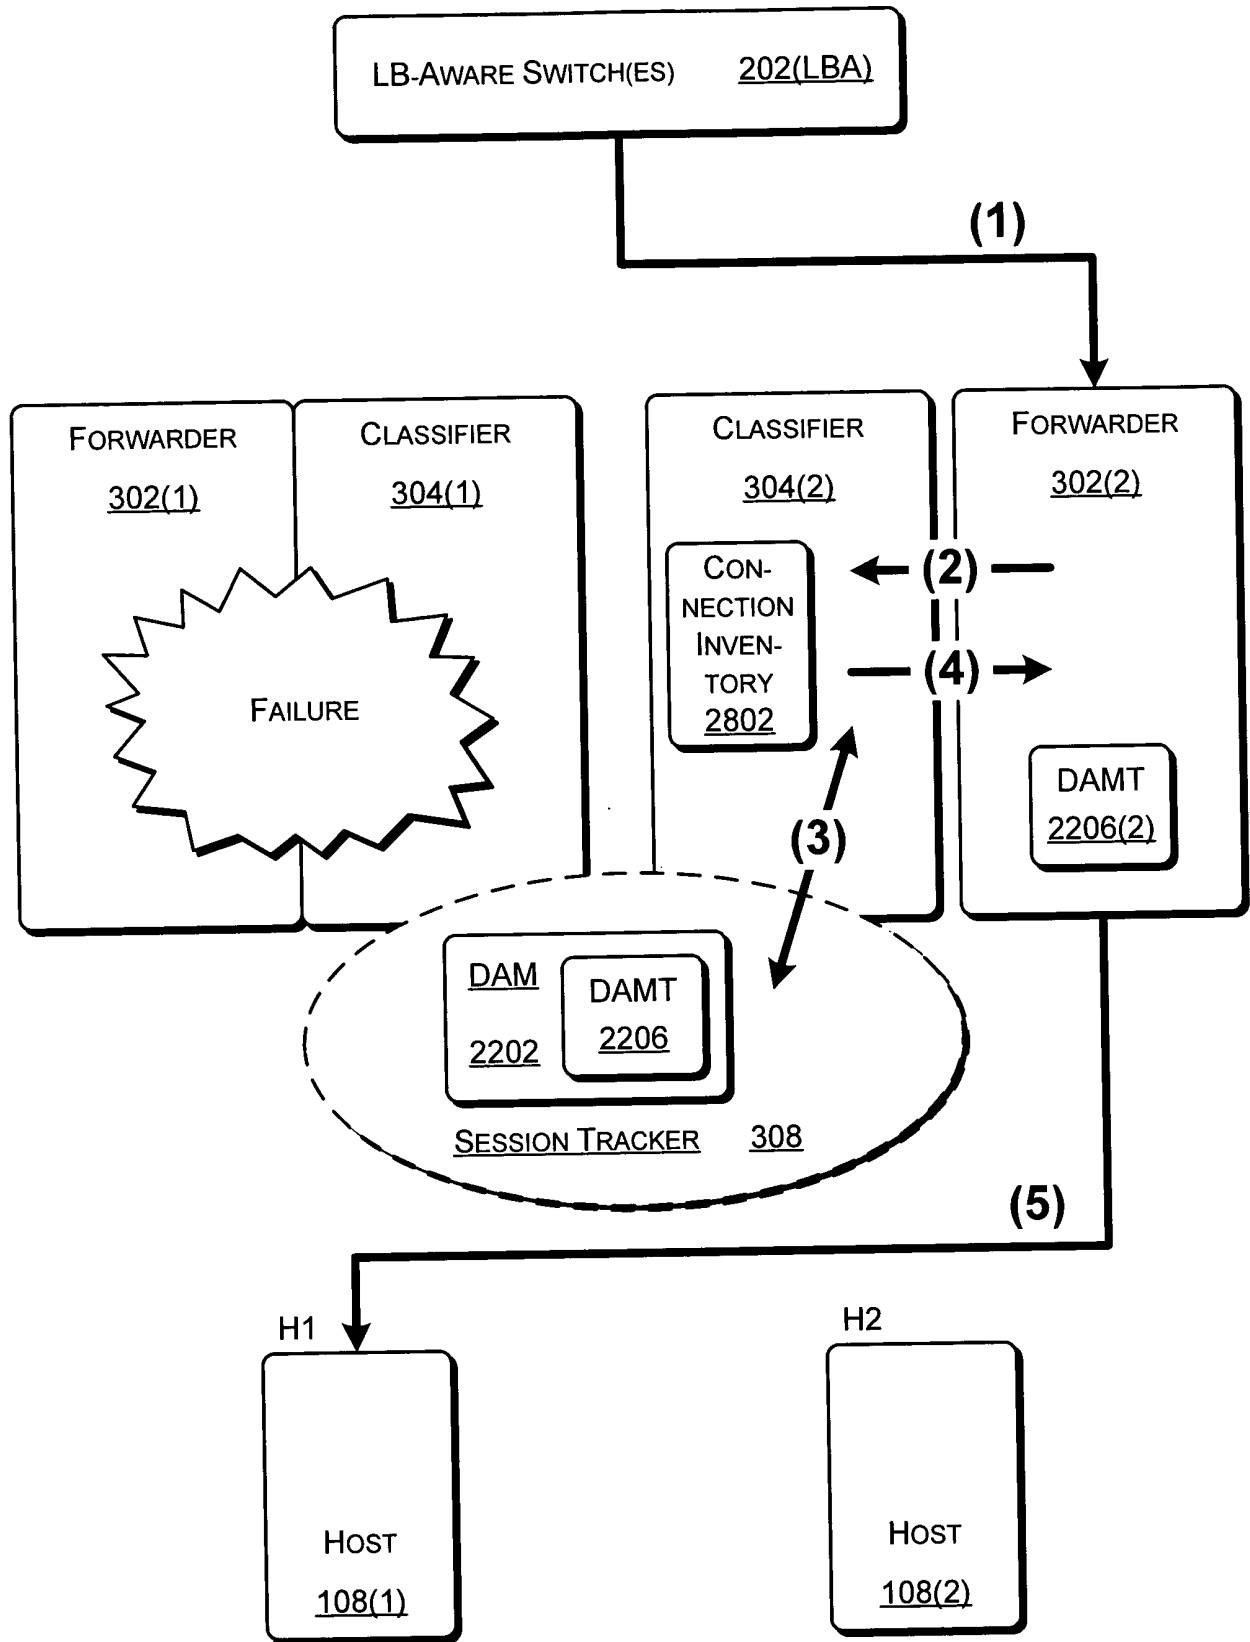 LB-AWARE SWITCH(ES) 202(LBA)
(1)
FORWARDER
302(1)
CLASSIFIER
304(1)
FAILURE
CLASSIFIER
304(2)
CON-
NECTION
INVEN-
TORY
2802
FORWARDER
302(2)
(2)
(4)
DAMT
2206(2)
(3)
DAM
2202
DAMT
2206
SESSION TRACKER 308
(5)
H1
HOST
108(1)
H2
HOST
108(2)